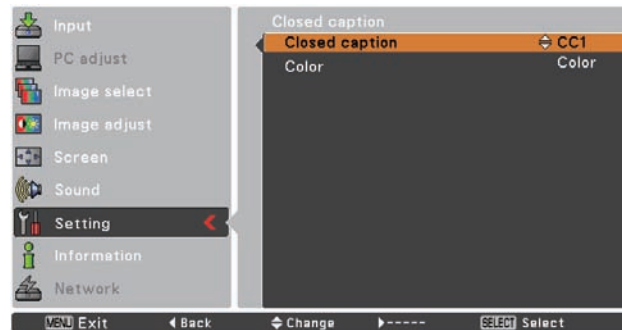 Input
PC adjust
Image select
Image adjust
Screen
Sound
Setting
Information
Network
Closed caption
Closed caption CC1
Color Color
MENU Exit Back Change ----- SELECT Select